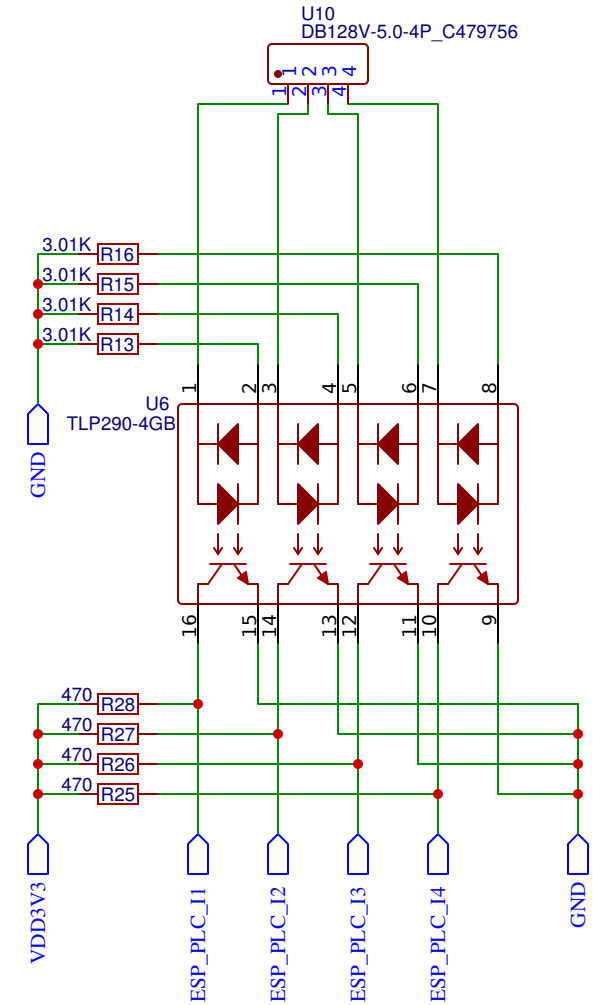 U10
DB128V-5.0-4P_C479756
1 2 3 4
1 2 3 4
3.01K R16
3.01K R15
3.01K R14
3.01K R13
1 2 3 4 5 6 7 8
U6
TLP290-4GB
GND
16 15 14 13 12 11 10 9
470 R28
470 R27
470 R26
470 R25
VDD3V3
ESP_PLC_I1
ESP_PLC_I2
ESP_PLC_I3
ESP_PLC_I4
GND